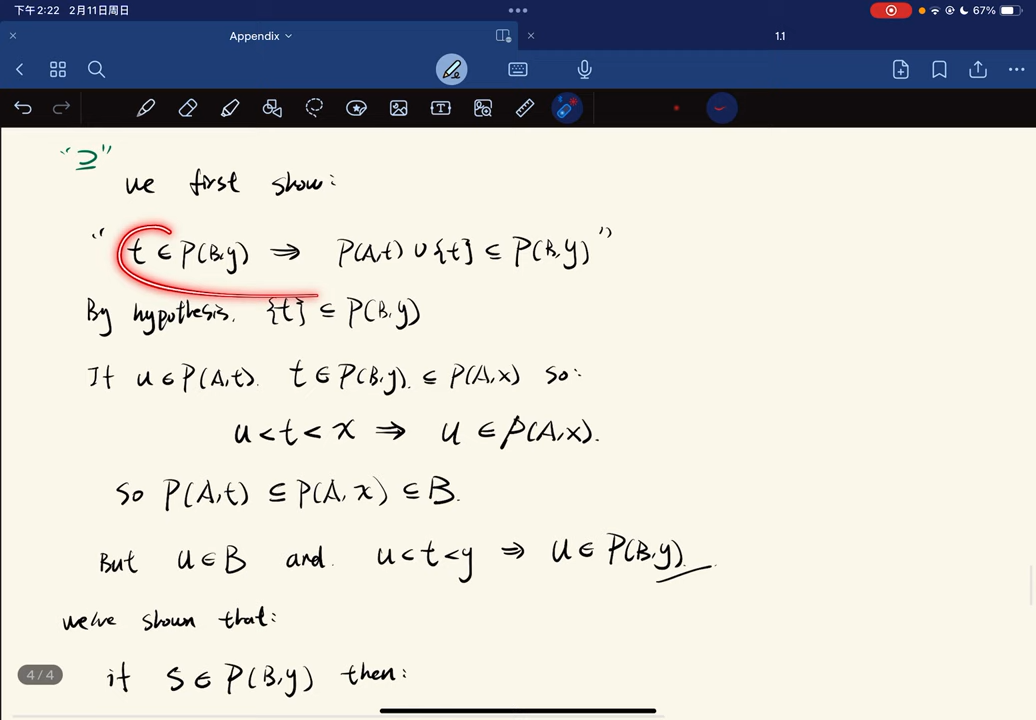 下午2:22 2月11日周日
67%
Appendix
1.1
"⊇"
we first show:
"t ∈ P(B,y) ⇒ P(A,t) ∪ {t} ⊆ P(B,y)"
By hypothesis. {t} ⊆ P(B,y)
If u ∈ P(A,t). t ∈ P(B,y). ⊆ P(A,x) so:
u < t < x ⇒ u ∈ P(A,x).
So P(A,t) ⊆ P(A,x) ⊆ B.
But u ∈ B and. u < t < y ⇒ u ∈ P(B,y).
we've shown that:
4/4
if s ∈ P(B,y) then: